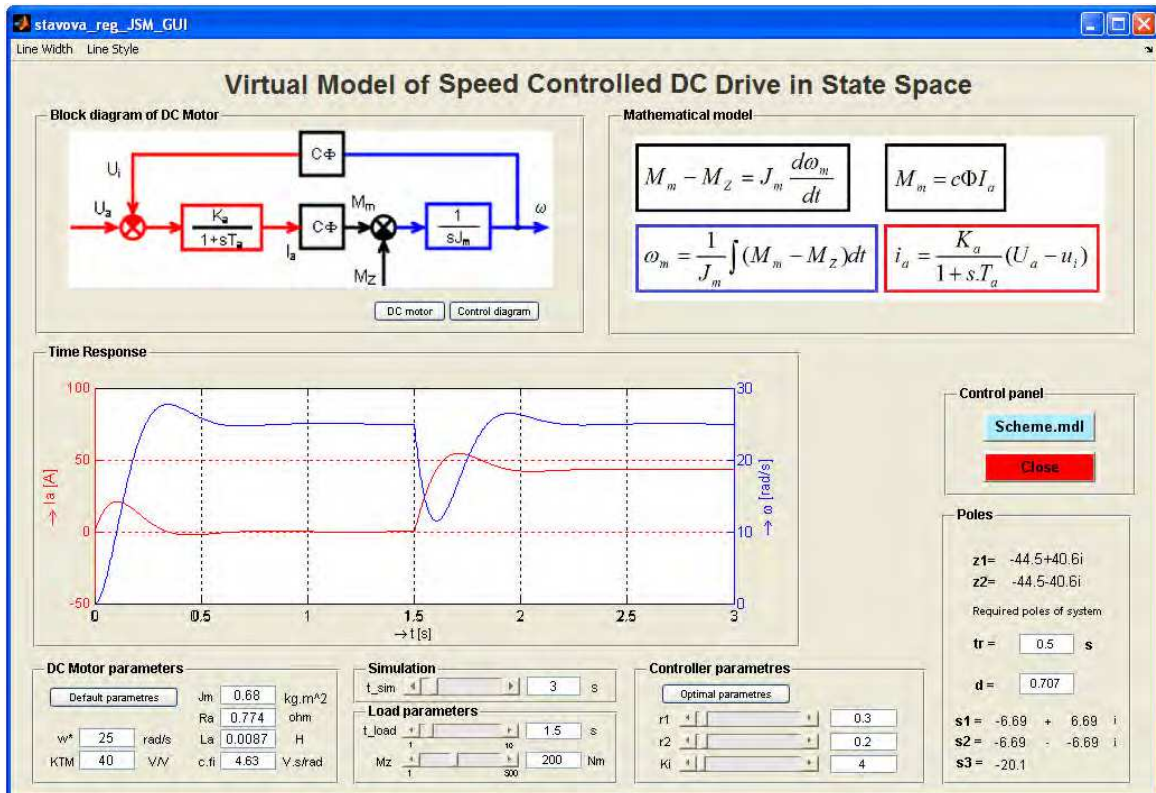 stavova_reg_JSM_GUI
Line Width Line Style
Virtual Model of Speed Controlled DC Drive in State Space
Block diagram of DC Motor
CΦ
Ui
Ua
Ka
1+sTa
Ia
CΦ
Mm
MZ
1
sJm
ω
DC motor
Control diagram
Mathematical model
Mm − MZ = Jm dωm/dt
Mm = cΦIa
ωm = 1/Jm ∫(Mm − MZ)dt
ia = Ka/(1 + s.Ta) (Ua − ui)
Time Response
100
50
0
-50
→ Ia [A]
30
20
10
0
→ ω [rad/s]
0 0.5 1 1.5 2 2.5 3
→ t [s]
Control panel
Scheme.mdl
Close
Poles
z1= -44.5+40.6i
z2= -44.5-40.6i
Required poles of system
tr = 0.5 s
d = 0.707
s1 = -6.69 + 6.69 i
s2 = -6.69 - -6.69 i
s3 = -20.1
DC Motor parameters
Default parametres
w* 25 rad/s
KTM 40 V/V
Jm 0.68 kg.m^2
Ra 0.774 ohm
La 0.0087 H
c.fi 4.63 V.s/rad
Simulation
t_sim 3 s
Load parameters
t_load 1.5 s
1 10
Mz 200 Nm
1 500
Controller parametres
Optimal parametres
r1 0.3
r2 0.2
Ki 4